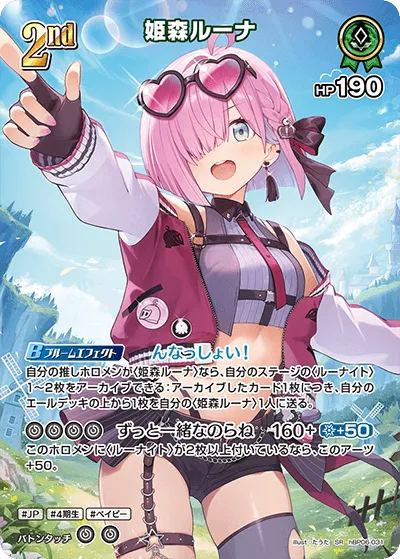 2nd
姫森ルーナ
HP190
B ブルームエフェクト んなっしょい！
自分の推しホロメンが〈姫森ルーナ〉なら、自分のステージの〈ルーナイト〉
1～2枚をアーカイブできる：アーカイブしたカード1枚につき、自分の
エールデッキの上から1枚を自分の〈姫森ルーナ〉1人に送る。
ずっと一緒なのらね 160+ +50
このホロメンに〈ルーナイト〉が2枚以上付いているなら、このアーツ
+50。
#JP #4期生 #ベイビー
バトンタッチ
illust. たうた SR hBP06-031